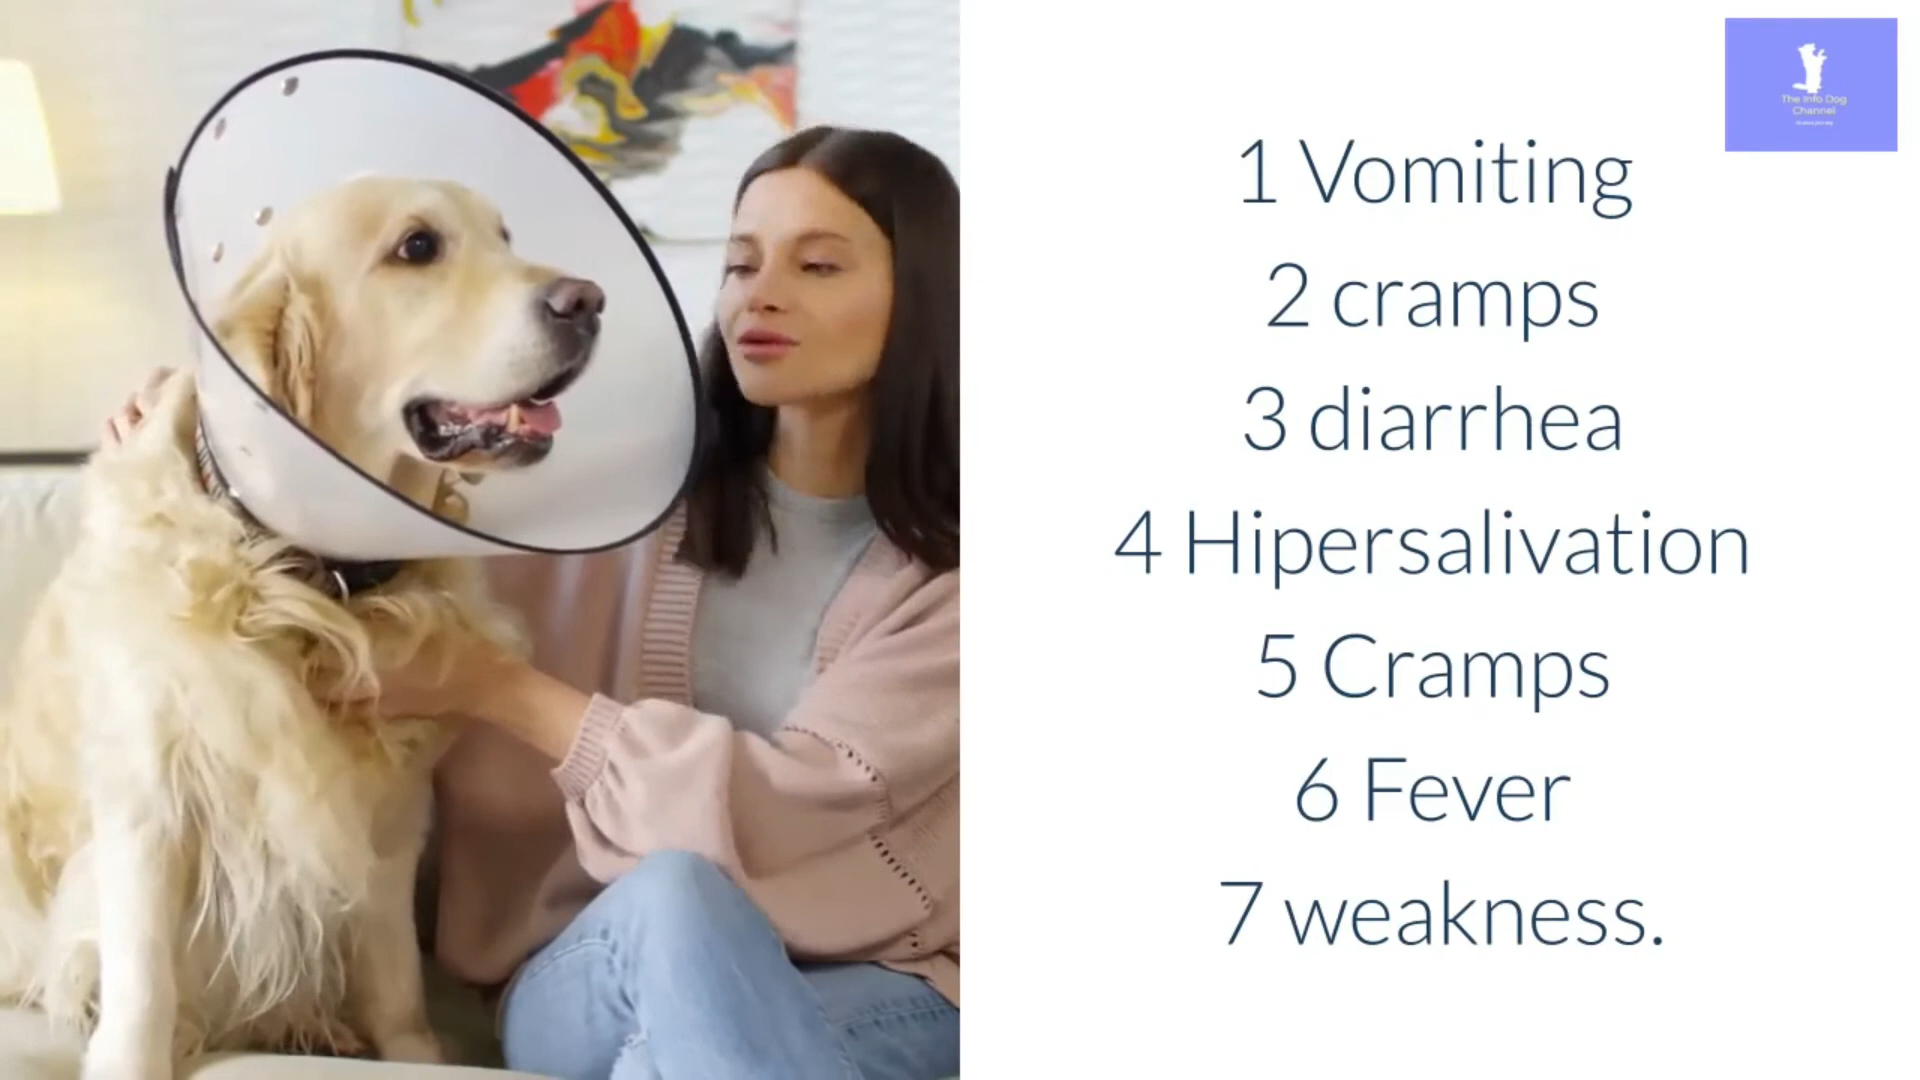 The Info Dog
Channel
1 Vomiting
2 cramps
3 diarrhea
4 Hipersalivation
5 Cramps
6 Fever
7 weakness.